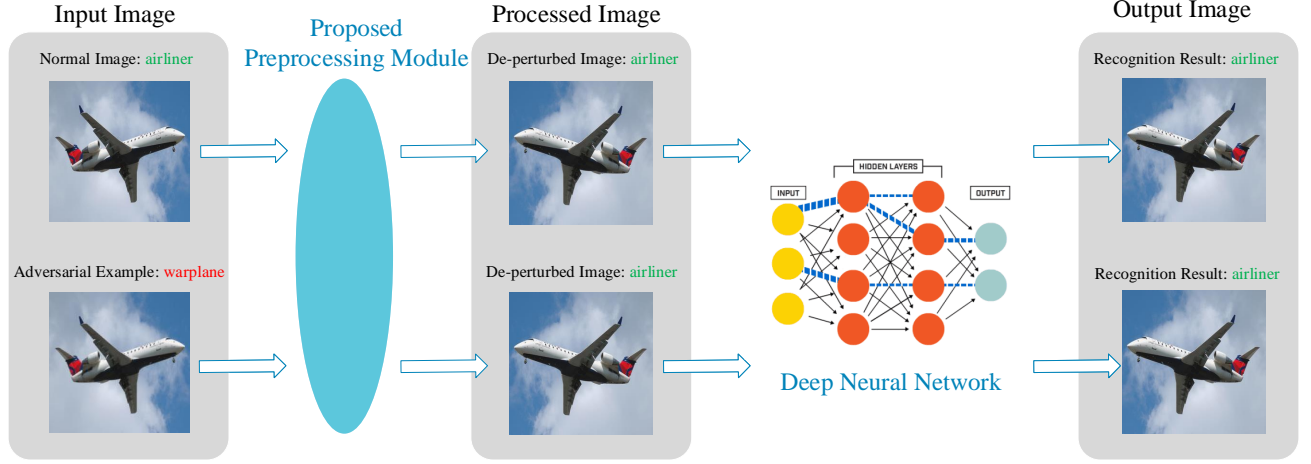 Input Image
Proposed
Preprocessing Module
Processed Image
Output Image
Normal Image: airliner
De-perturbed Image: airliner
Recognition Result: airliner
HIDDEN LAYERS
INPUT
OUTPUT
Adversarial Example: warplane
De-perturbed Image: airliner
Recognition Result: airliner
Deep Neural Network